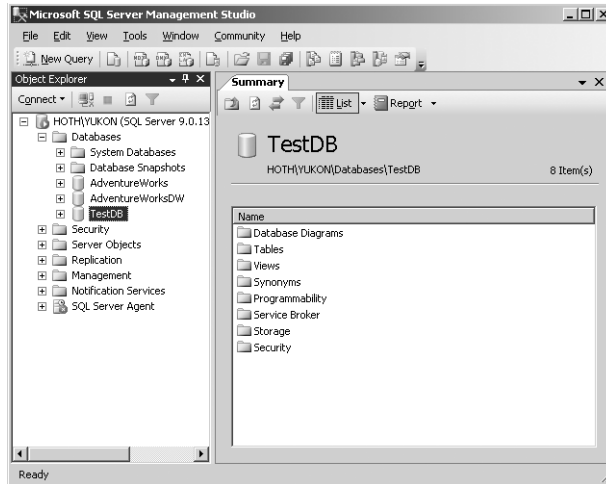 Microsoft SQL Server Management Studio
File Edit View Tools Window Community Help
New Query
Object Explorer
Connect
HOTH\YUKON (SQL Server 9.0.13
Databases
System Databases
Database Snapshots
AdventureWorks
AdventureWorksDW
TestDB
Security
Server Objects
Replication
Management
Notification Services
SQL Server Agent
Summary
List Report
TestDB
HOTH\YUKON\Databases\TestDB 8 Item(s)
Name
Database Diagrams
Tables
Views
Synonyms
Programmability
Service Broker
Storage
Security
Ready